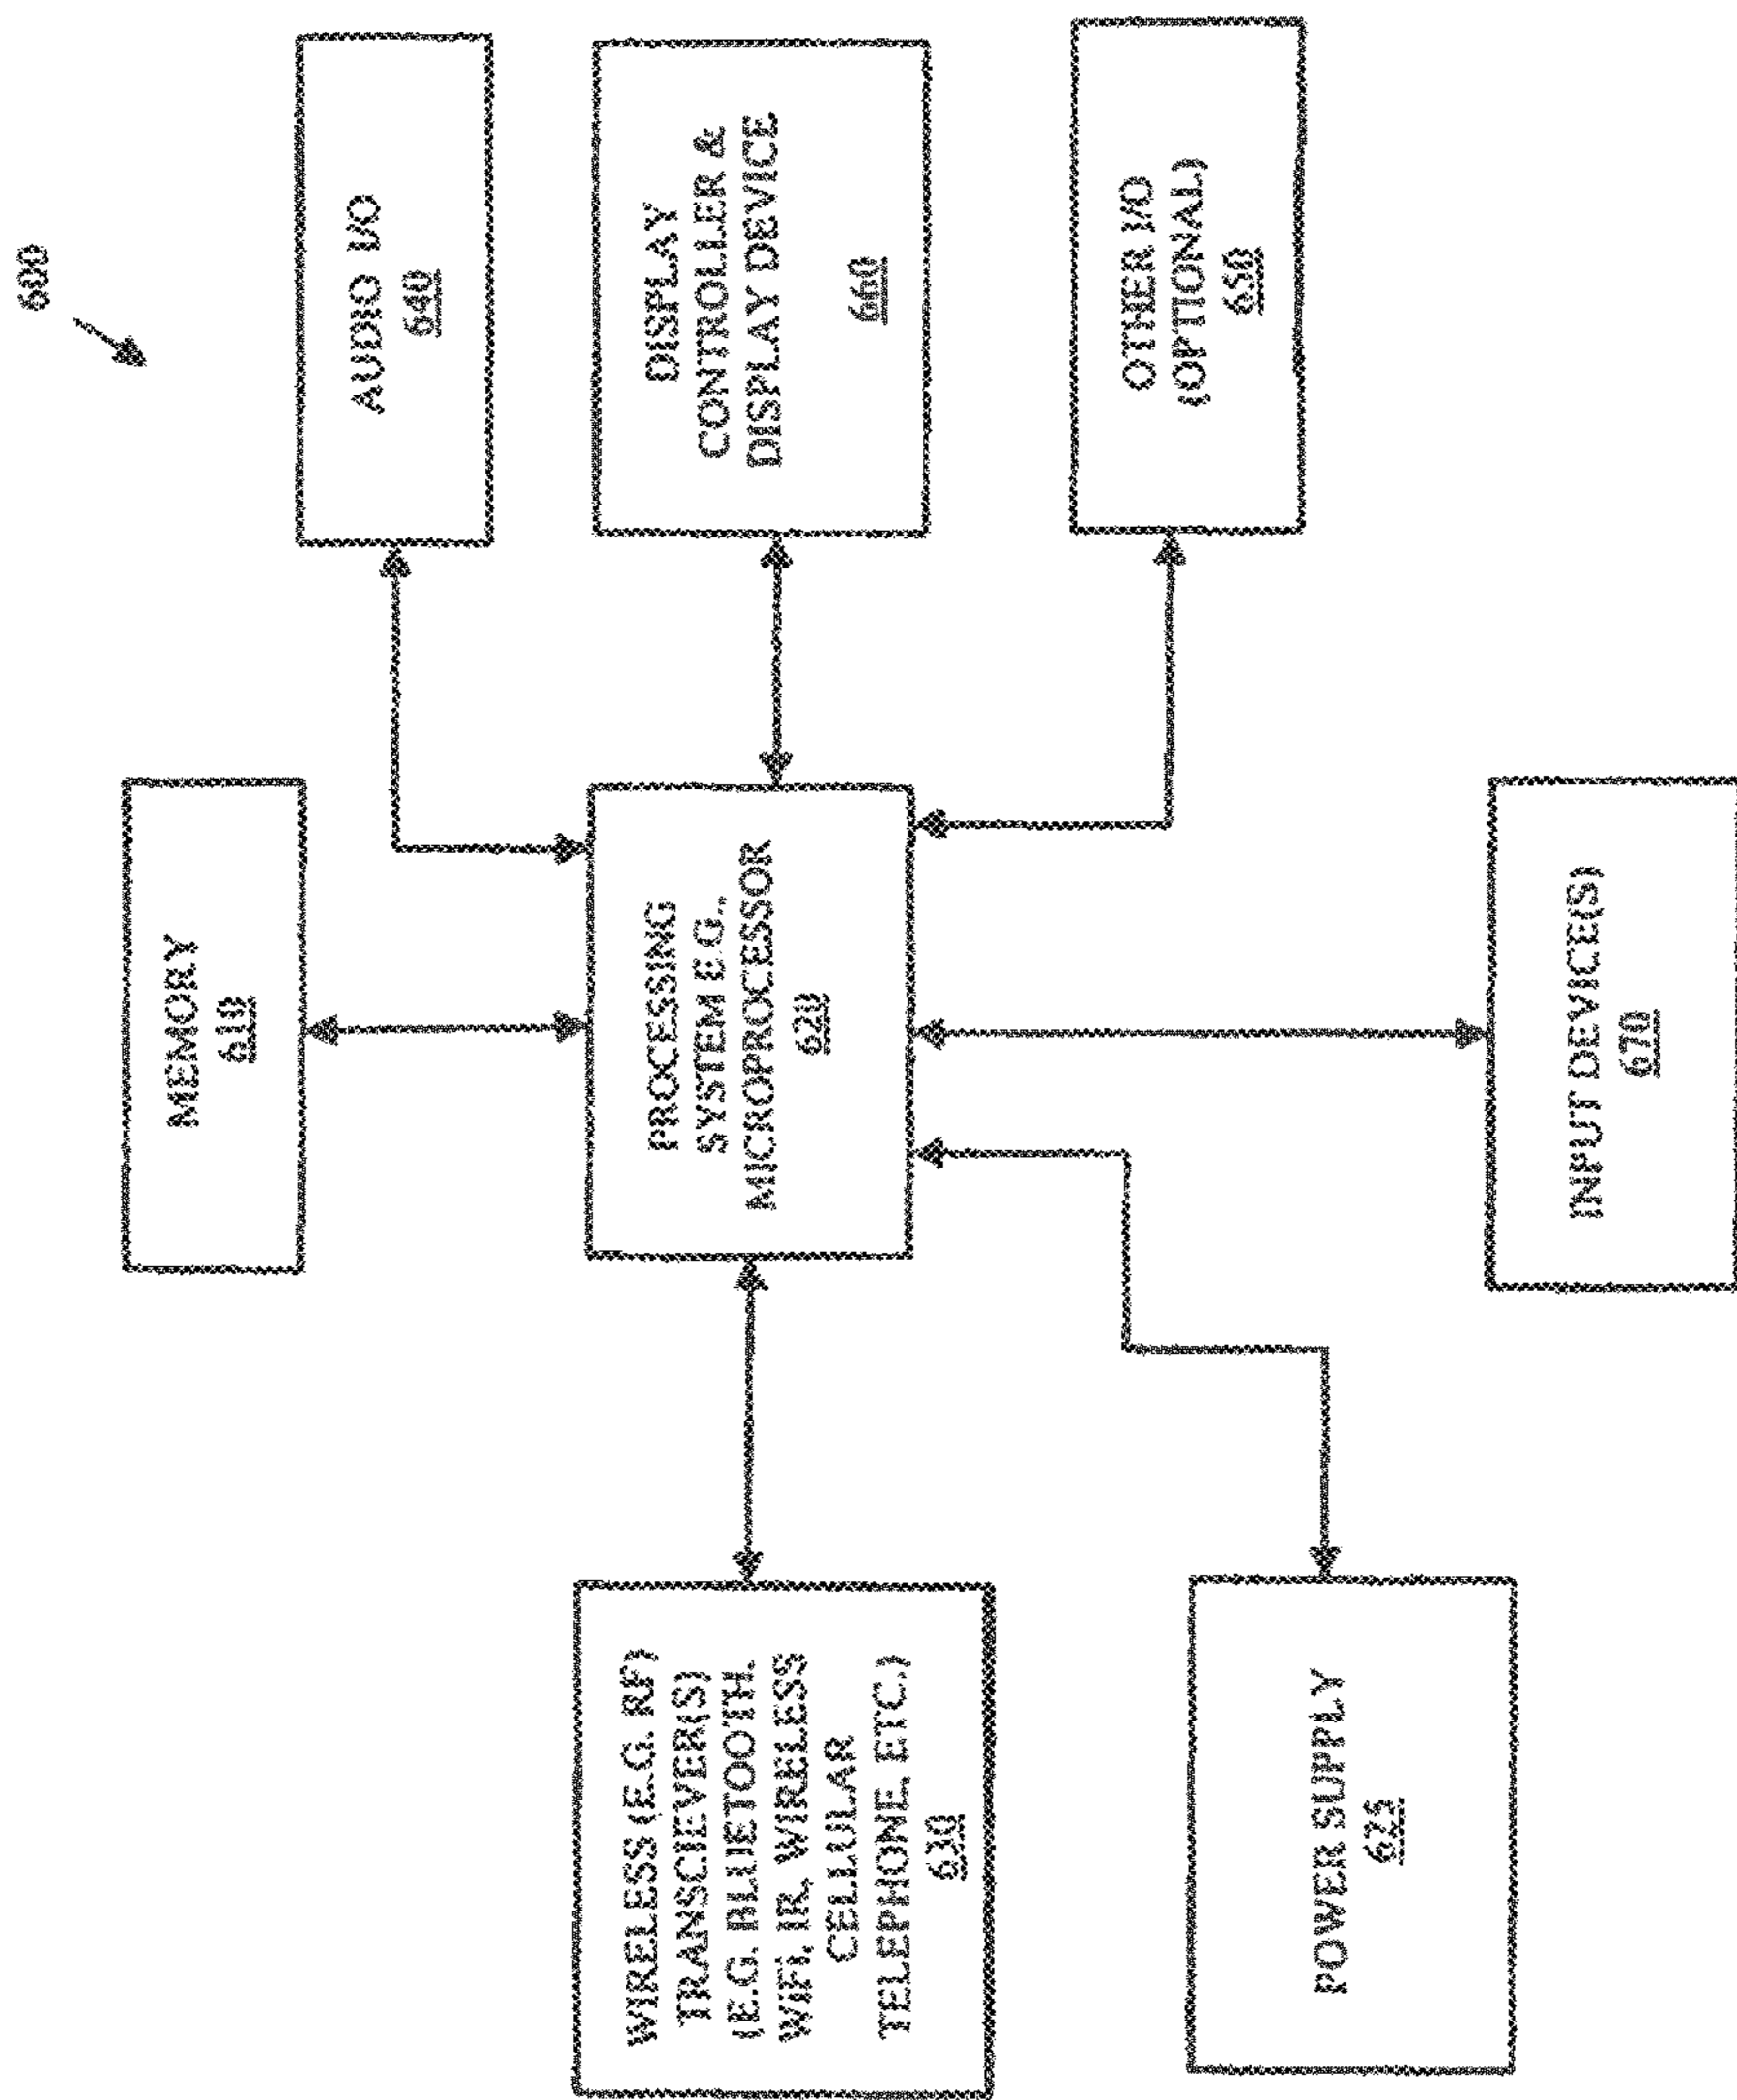 600
MEMORY
610
AUDIO I/O
640
WIRELESS (E.G. RF)
TRANSCIEVER(S)
(E.G. BLUETOOTH,
WIFI, IR, WIRELESS
CELLULAR
TELEPHONE, ETC.)
630
PROCESSING
SYSTEM E.G.,
MICROPROCESSOR
620
DISPLAY
CONTROLLER &
DISPLAY DEVICE
660
OTHER I/O
(OPTIONAL)
650
POWER SUPPLY
INPUT DEVICE(S)
670